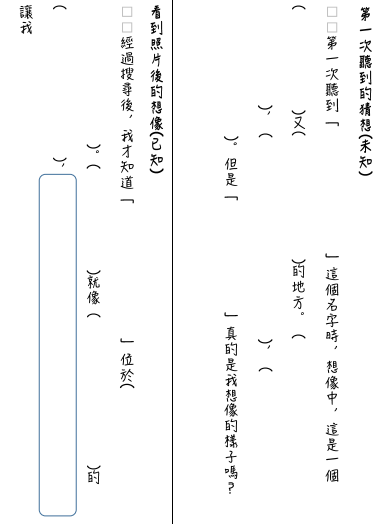 第一次聽到的猜想(未知)
□□第一次聽到「　　　」這個名字時，想像中，這是一個
(　　　)又(　　　)的地方。(
　　　)，(　　　)，(
　　　)。但是「　　　」真的是我想像的樣子嗎？
看到照片後的想像(已知)
□□經過搜尋後，我才知道「　　　」位於(
　　　)。(　　　)就像(　　　)的
(　　　)，
讓我